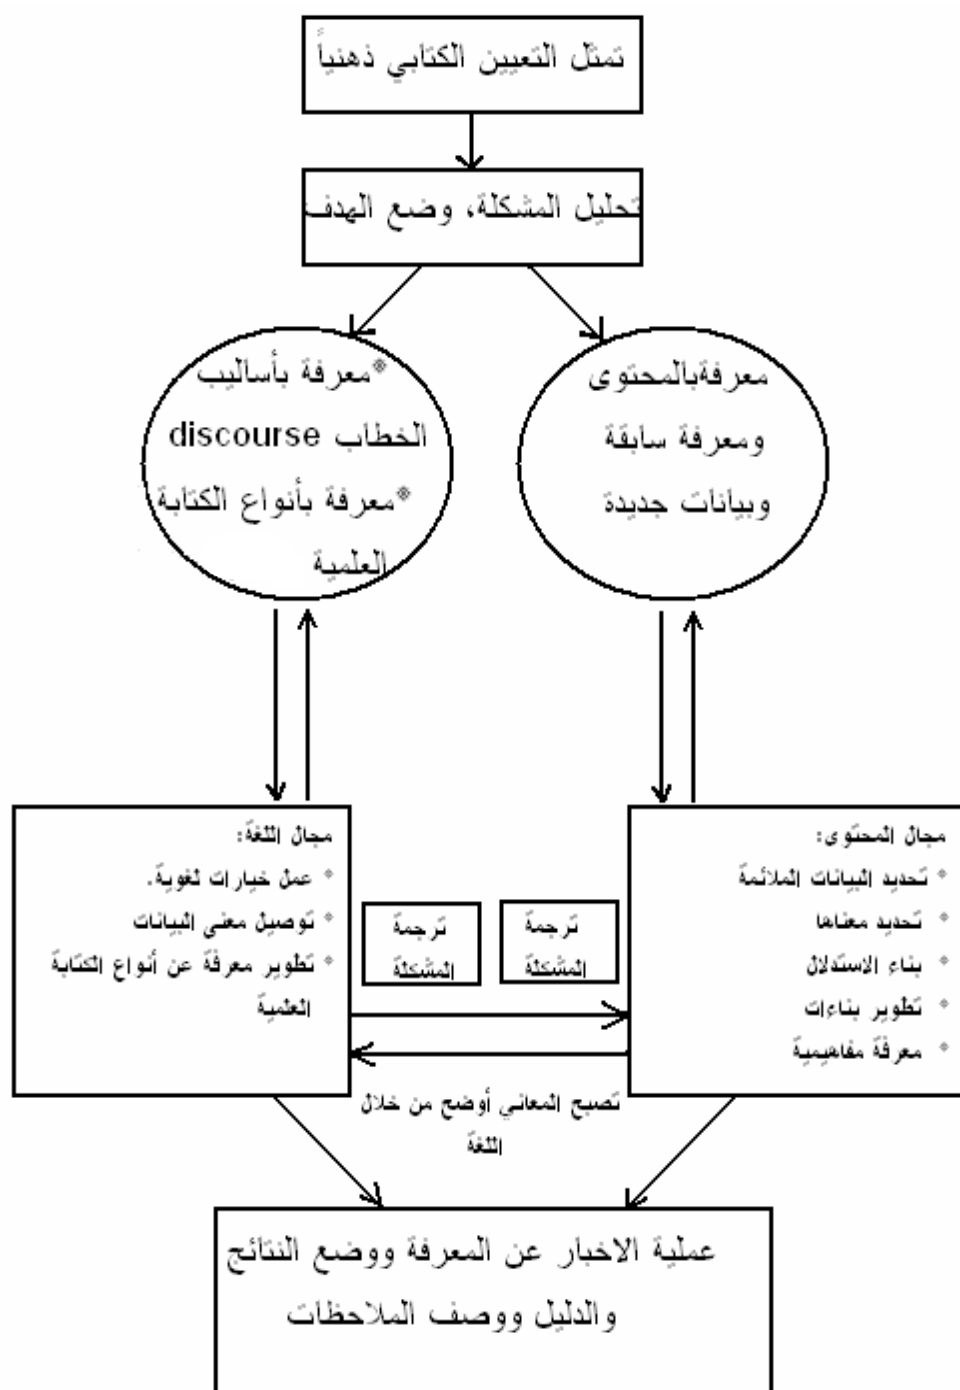 تمثل التعيين الكتابي ذهنياً
تحليل المشكلة، وضع الهدف
معرفةبالمحتوى
ومعرفة سابقة
وبيانات جديدة
*معرفة بأساليب
الخطاب discourse
*معرفة بأنواع الكتابة
العلمية
مجال المحتوى:
* تحديد البيانات الملائمة
* تحديد معناها
* بناء الاستدلال
* تطوير بناءات
* معرفة مفاهيمية
ترجمة
المشكلة
ترجمة
المشكلة
مجال اللغة:
* عمل خيارات لغوية.
* توصيل معنى البيانات
* تطوير معرفة عن أنواع الكتابة
العلمية
تصبح المعاني أوضح من خلال
اللغة
عملية الاخبار عن المعرفة ووضع النتائج
والدليل ووصف الملاحظات